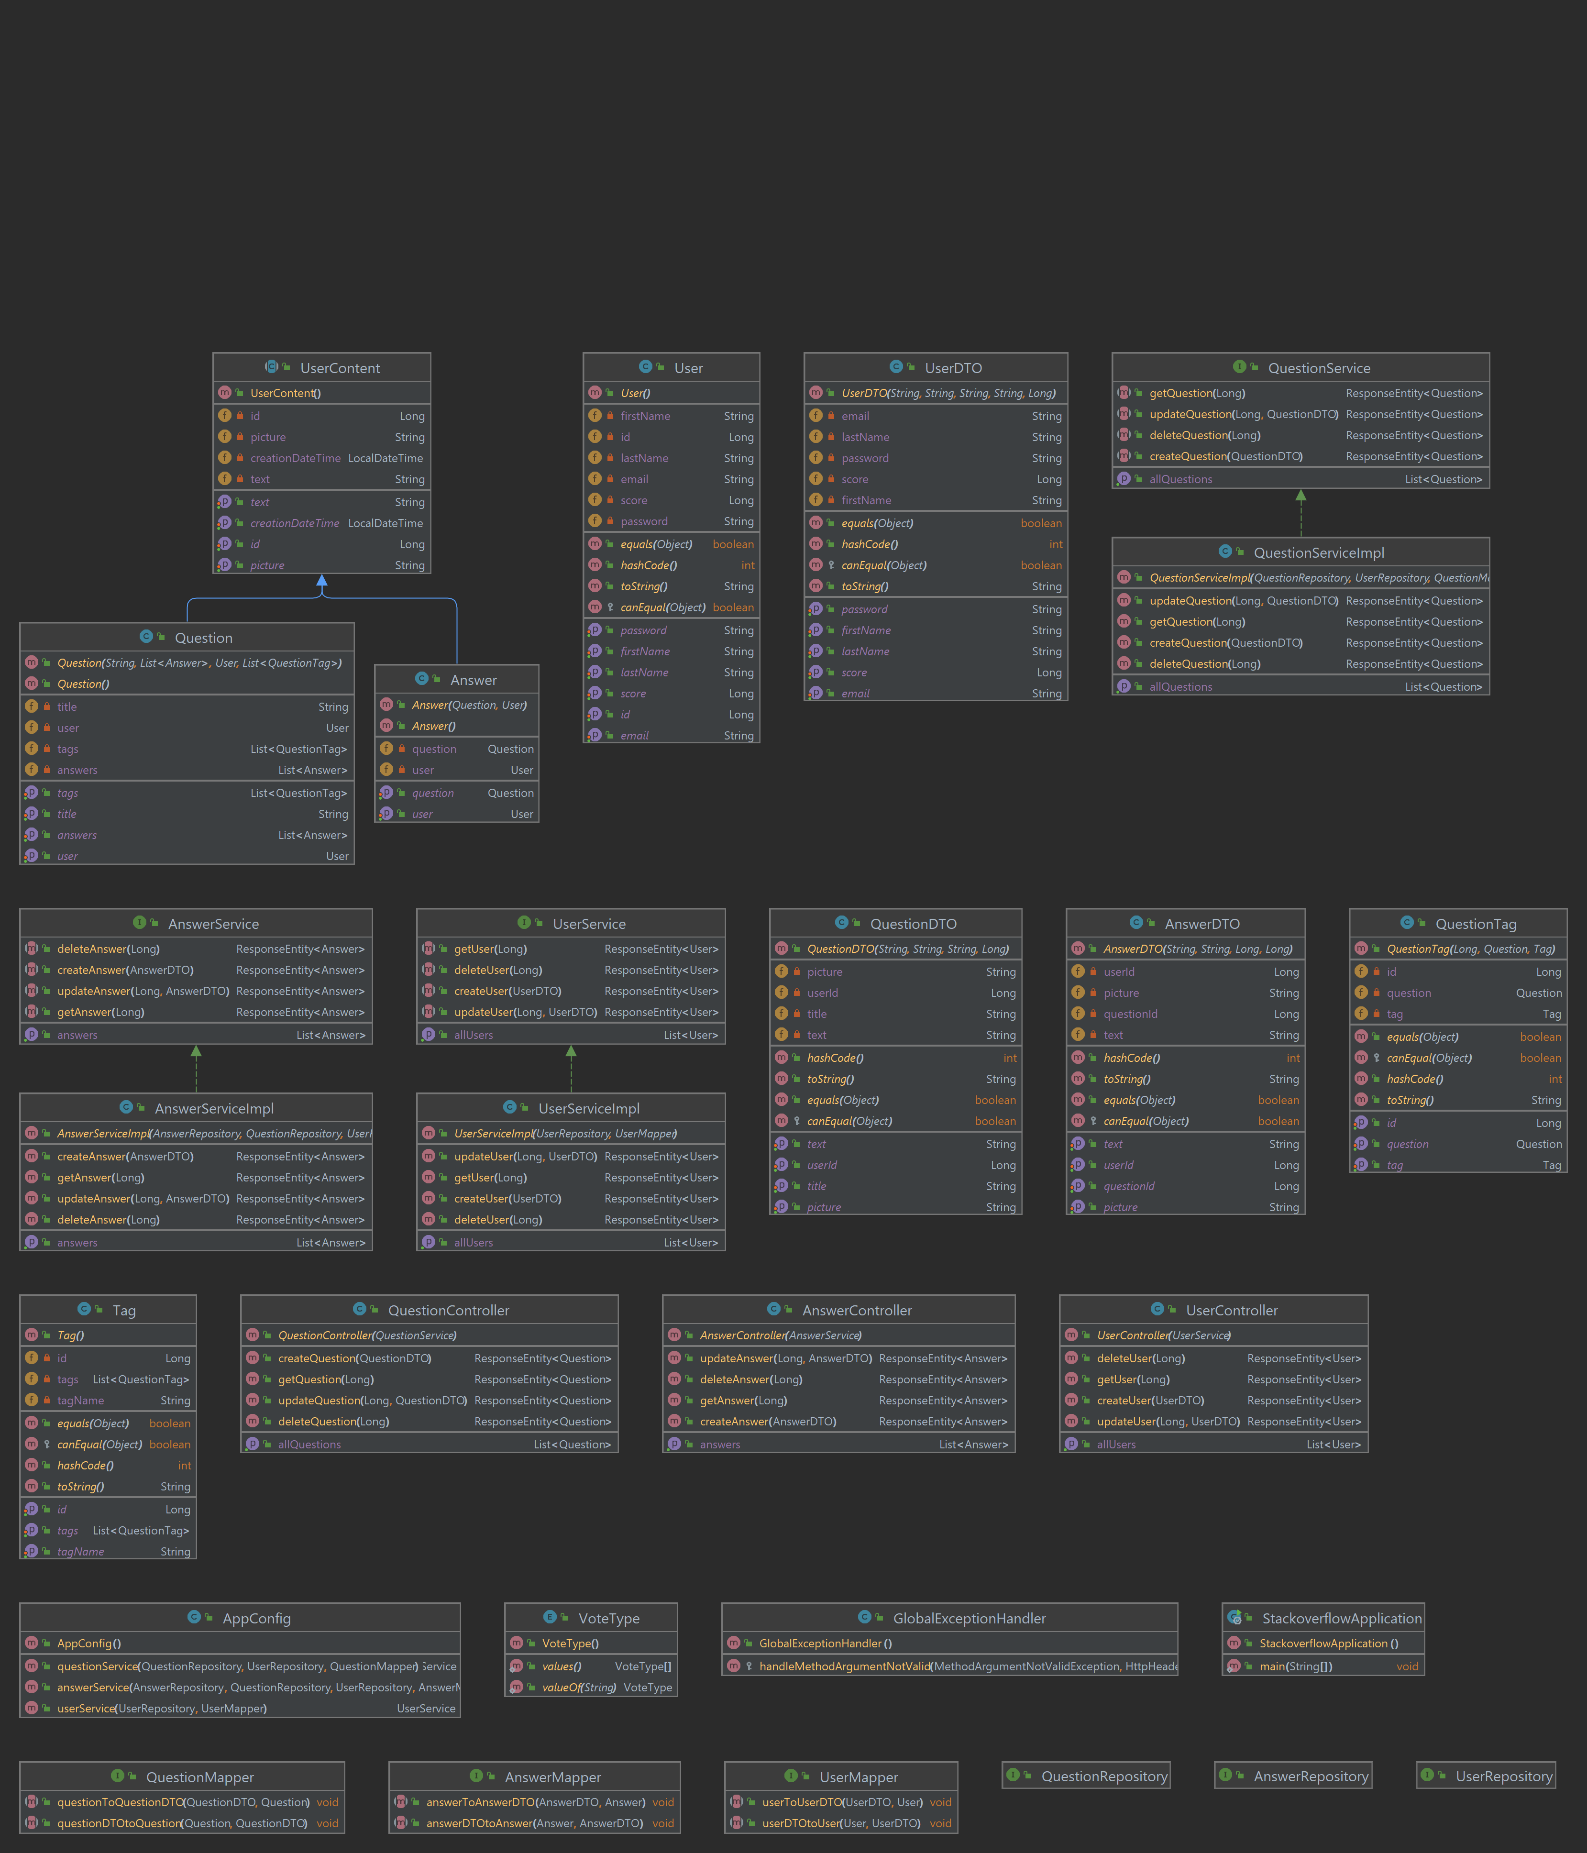 UserContent
UserContent()
id Long
picture String
creationDateTime LocalDateTime
text String
text String
creationDateTime LocalDateTime
id Long
picture String
User
User()
firstName String
id Long
lastName String
email String
score Long
password String
equals(Object) boolean
hashCode() int
toString() String
canEqual(Object) boolean
password String
firstName String
lastName String
score Long
id Long
email String
UserDTO
UserDTO(String, String, String, String, Long)
email String
lastName String
password String
score Long
firstName String
equals(Object) boolean
hashCode() int
canEqual(Object) boolean
toString() String
password String
firstName String
lastName String
score Long
email String
QuestionService
getQuestion(Long) ResponseEntity<Question>
updateQuestion(Long, QuestionDTO) ResponseEntity<Question>
deleteQuestion(Long) ResponseEntity<Question>
createQuestion(QuestionDTO) ResponseEntity<Question>
allQuestions List<Question>
QuestionServiceImpl
QuestionServiceImpl(QuestionRepository, UserRepository, QuestionM
updateQuestion(Long, QuestionDTO) ResponseEntity<Question>
getQuestion(Long) ResponseEntity<Question>
createQuestion(QuestionDTO) ResponseEntity<Question>
deleteQuestion(Long) ResponseEntity<Question>
allQuestions List<Question>
Question
Question(String, List<Answer>, User, List<QuestionTag>)
Question()
title String
user User
tags List<QuestionTag>
answers List<Answer>
tags List<QuestionTag>
title String
answers List<Answer>
user User
Answer
Answer(Question, User)
Answer()
question Question
user User
question Question
user User
AnswerService
deleteAnswer(Long) ResponseEntity<Answer>
createAnswer(AnswerDTO) ResponseEntity<Answer>
updateAnswer(Long, AnswerDTO) ResponseEntity<Answer>
getAnswer(Long) ResponseEntity<Answer>
answers List<Answer>
AnswerServiceImpl
AnswerServiceImpl(AnswerRepository, QuestionRepository, User
createAnswer(AnswerDTO) ResponseEntity<Answer>
getAnswer(Long) ResponseEntity<Answer>
updateAnswer(Long, AnswerDTO) ResponseEntity<Answer>
deleteAnswer(Long) ResponseEntity<Answer>
answers List<Answer>
UserService
getUser(Long) ResponseEntity<User>
deleteUser(Long) ResponseEntity<User>
createUser(UserDTO) ResponseEntity<User>
updateUser(Long, UserDTO) ResponseEntity<User>
allUsers List<User>
UserServiceImpl
UserServiceImpl(UserRepository, UserMapper)
updateUser(Long, UserDTO) ResponseEntity<User>
getUser(Long) ResponseEntity<User>
createUser(UserDTO) ResponseEntity<User>
deleteUser(Long) ResponseEntity<User>
allUsers List<User>
QuestionDTO
QuestionDTO(String, String, String, Long)
picture String
userId Long
title String
text String
hashCode() int
toString() String
equals(Object) boolean
canEqual(Object) boolean
text String
userId Long
title String
picture String
AnswerDTO
AnswerDTO(String, String, Long, Long)
userId Long
picture String
questionId Long
text String
hashCode() int
toString() String
equals(Object) boolean
canEqual(Object) boolean
text String
userId Long
questionId Long
picture String
QuestionTag
QuestionTag(Long, Question, Tag)
id Long
question Question
tag Tag
equals(Object) boolean
canEqual(Object) boolean
hashCode() int
toString() String
id Long
question Question
tag Tag
Tag
Tag()
id Long
tags List<QuestionTag>
tagName String
equals(Object) boolean
canEqual(Object) boolean
hashCode() int
toString() String
id Long
tags List<QuestionTag>
tagName String
QuestionController
QuestionController(QuestionService)
createQuestion(QuestionDTO) ResponseEntity<Question>
getQuestion(Long) ResponseEntity<Question>
updateQuestion(Long, QuestionDTO) ResponseEntity<Question>
deleteQuestion(Long) ResponseEntity<Question>
allQuestions List<Question>
AnswerController
AnswerController(AnswerService)
updateAnswer(Long, AnswerDTO) ResponseEntity<Answer>
deleteAnswer(Long) ResponseEntity<Answer>
getAnswer(Long) ResponseEntity<Answer>
createAnswer(AnswerDTO) ResponseEntity<Answer>
answers List<Answer>
UserController
UserController(UserService)
deleteUser(Long) ResponseEntity<User>
getUser(Long) ResponseEntity<User>
createUser(UserDTO) ResponseEntity<User>
updateUser(Long, UserDTO) ResponseEntity<User>
allUsers List<User>
AppConfig
AppConfig()
questionService(QuestionRepository, UserRepository, QuestionMapper) Service
answerService(AnswerRepository, QuestionRepository, UserRepository, Answer
userService(UserRepository, UserMapper) UserService
VoteType
VoteType()
values() VoteType[]
valueOf(String) VoteType
GlobalExceptionHandler
GlobalExceptionHandler()
handleMethodArgumentNotValid(MethodArgumentNotValidException, HttpHeade
StackoverflowApplication
StackoverflowApplication()
main(String[]) void
QuestionMapper
questionToQuestionDTO(QuestionDTO, Question) void
questionDTOtoQuestion(Question, QuestionDTO) void
AnswerMapper
answerToAnswerDTO(AnswerDTO, Answer) void
answerDTOtoAnswer(Answer, AnswerDTO) void
UserMapper
userToUserDTO(UserDTO, User) void
userDTOtoUser(User, UserDTO) void
QuestionRepository
AnswerRepository
UserRepository